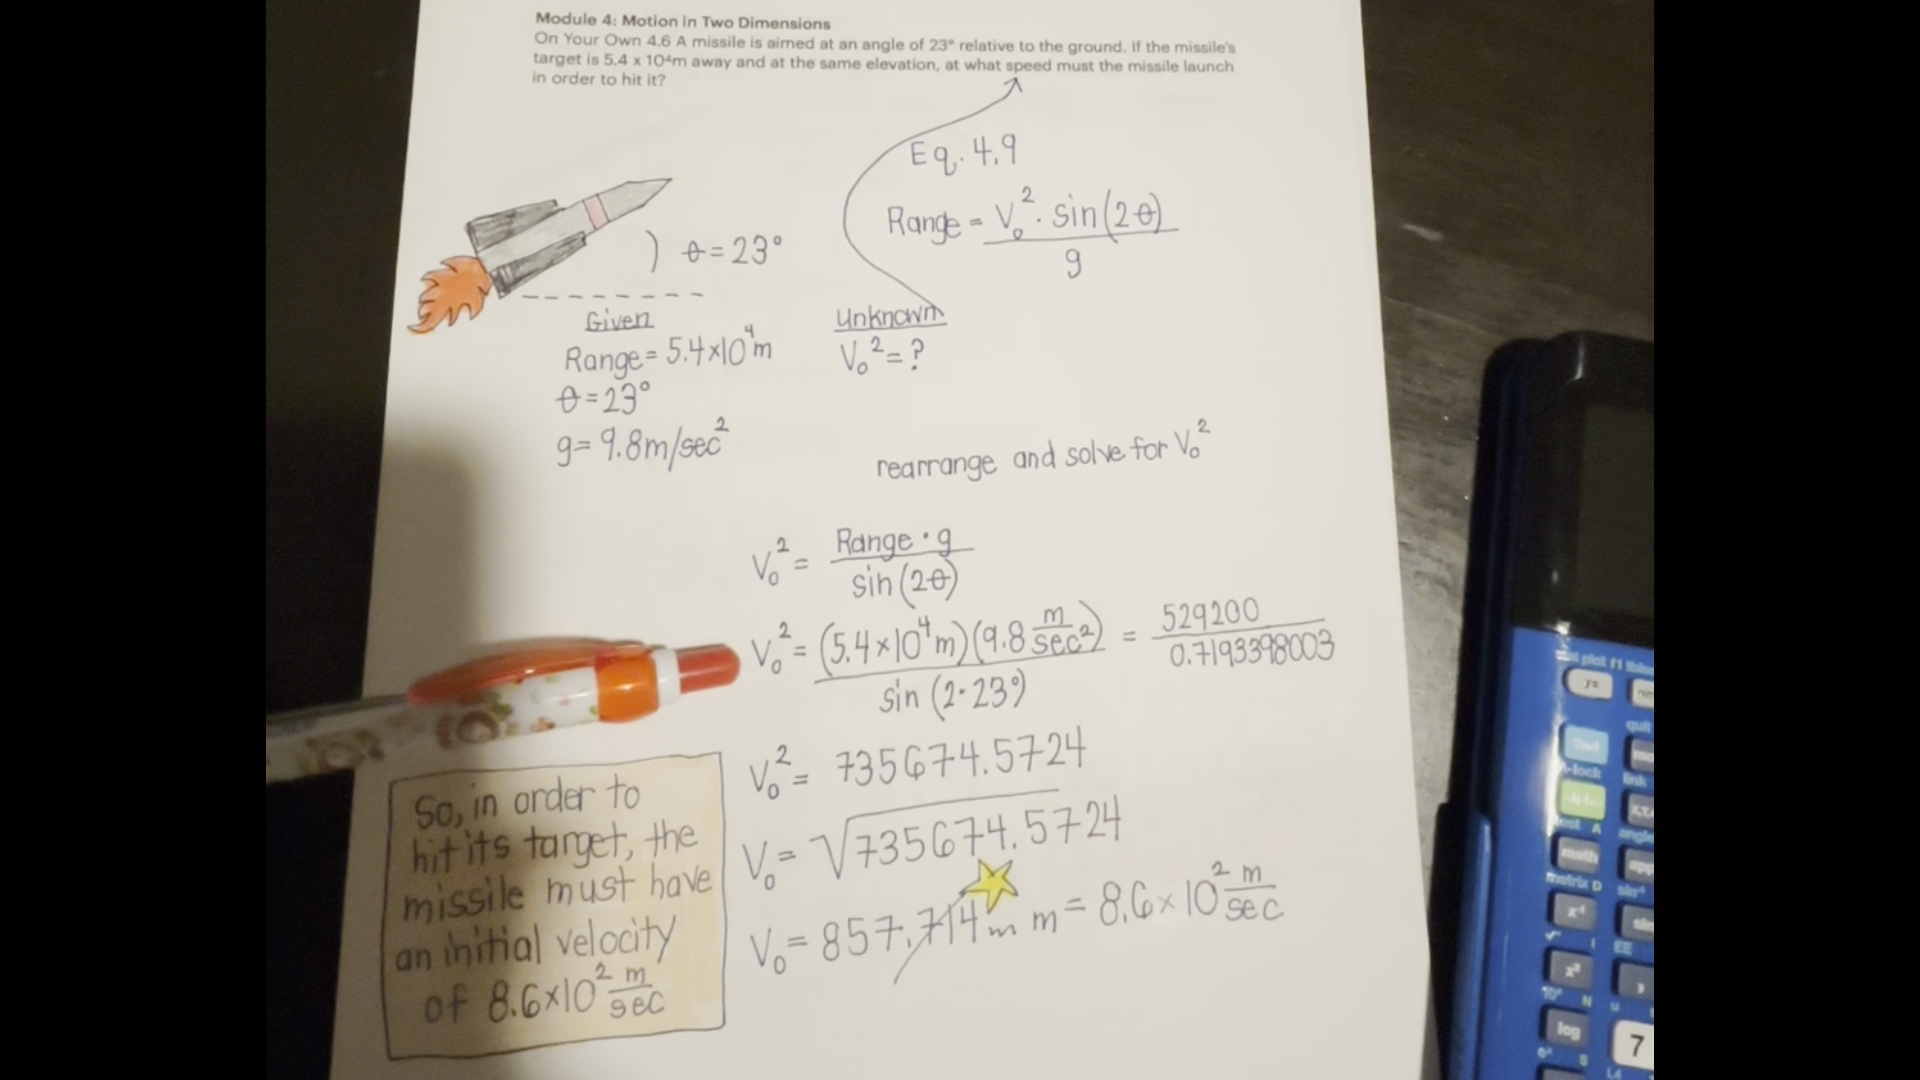 Module 4: Motion in Two Dimensions
On Your Own 4.6 A missile is aimed at an angle of 23° relative to the ground. If the missile's
target is 5.4 x 10⁴m away and at the same elevation, at what speed must the missile launch
in order to hit it?
Eq. 4.9
Range = V₀² · sin(2θ)
g
) θ = 23°
Given
Range = 5.4×10⁴m
θ = 23°
g = 9.8m/sec²
Unknown
V₀² = ?
rearrange and solve for V₀²
V₀² = Range · g
sin(2θ)
V₀² = (5.4×10⁴m)(9.8 m/sec²) = 529200
sin (2·23°) 0.7193398003
V₀² = 735674.5724
V₀ = √735674.5724
V₀ = 857.714 m m = 8.6×10² m/sec
So, in order to
hit its target, the
missile must have
an initial velocity
of 8.6×10² m/sec
y=
math
matrix D
x⁻¹
x²
log
7